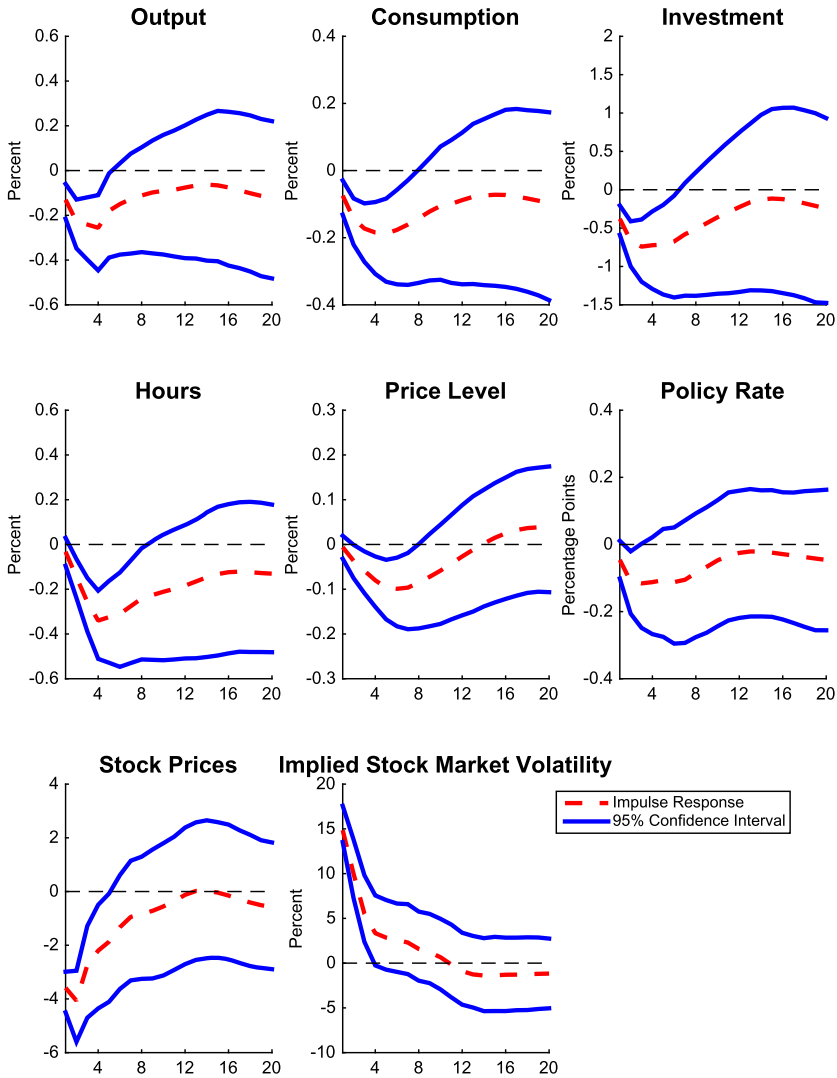 Output
Percent
0.6
0.4
0.2
0
-0.2
-0.4
-0.6
4 8 12 16 20
Consumption
Percent
0.4
0.2
0
-0.2
-0.4
4 8 12 16 20
Investment
Percent
2
1.5
1
0.5
0
-0.5
-1
-1.5
4 8 12 16 20
Hours
Percent
0.6
0.4
0.2
0
-0.2
-0.4
-0.6
4 8 12 16 20
Price Level
Percent
0.3
0.2
0.1
0
-0.1
-0.2
-0.3
4 8 12 16 20
Policy Rate
Percentage Points
0.4
0.2
0
-0.2
-0.4
4 8 12 16 20
Stock Prices
4
2
0
-2
-4
-6
4 8 12 16 20
Implied Stock Market Volatility
Percent
20
15
10
5
0
-5
-10
4 8 12 16 20
Impulse Response
95% Confidence Interval